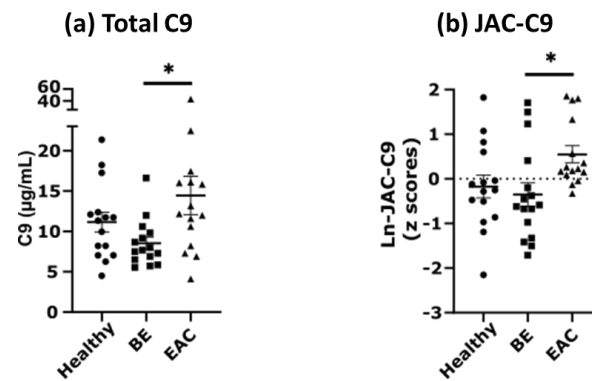 (a) Total C9
(b) JAC-C9
*
60
40
20
15
10
5
0
C9 (µg/mL)
Healthy
BE
EAC
*
2
1
0
-1
-2
-3
Ln-JAC-C9
(z scores)
Healthy
BE
EAC